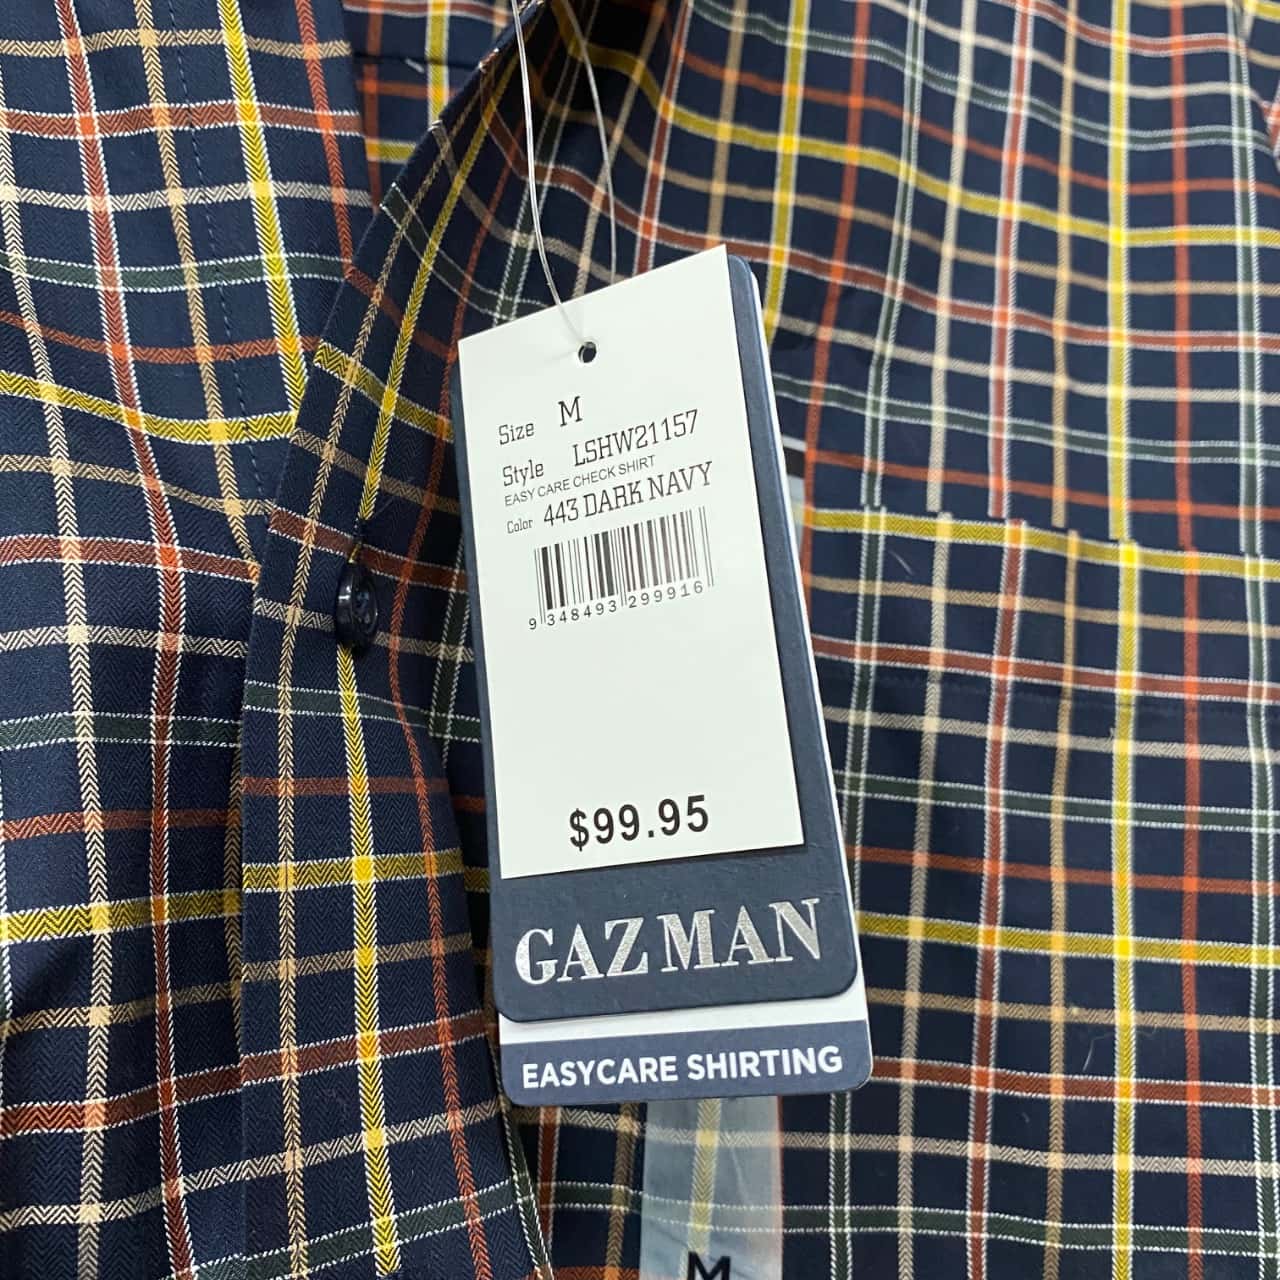 Size M
Style LSHW21157
EASY CARE CHECK SHIRT
Color 443 DARK NAVY
9 348493 299916
$99.95
GAZMAN
EASYCARE SHIRTING
M